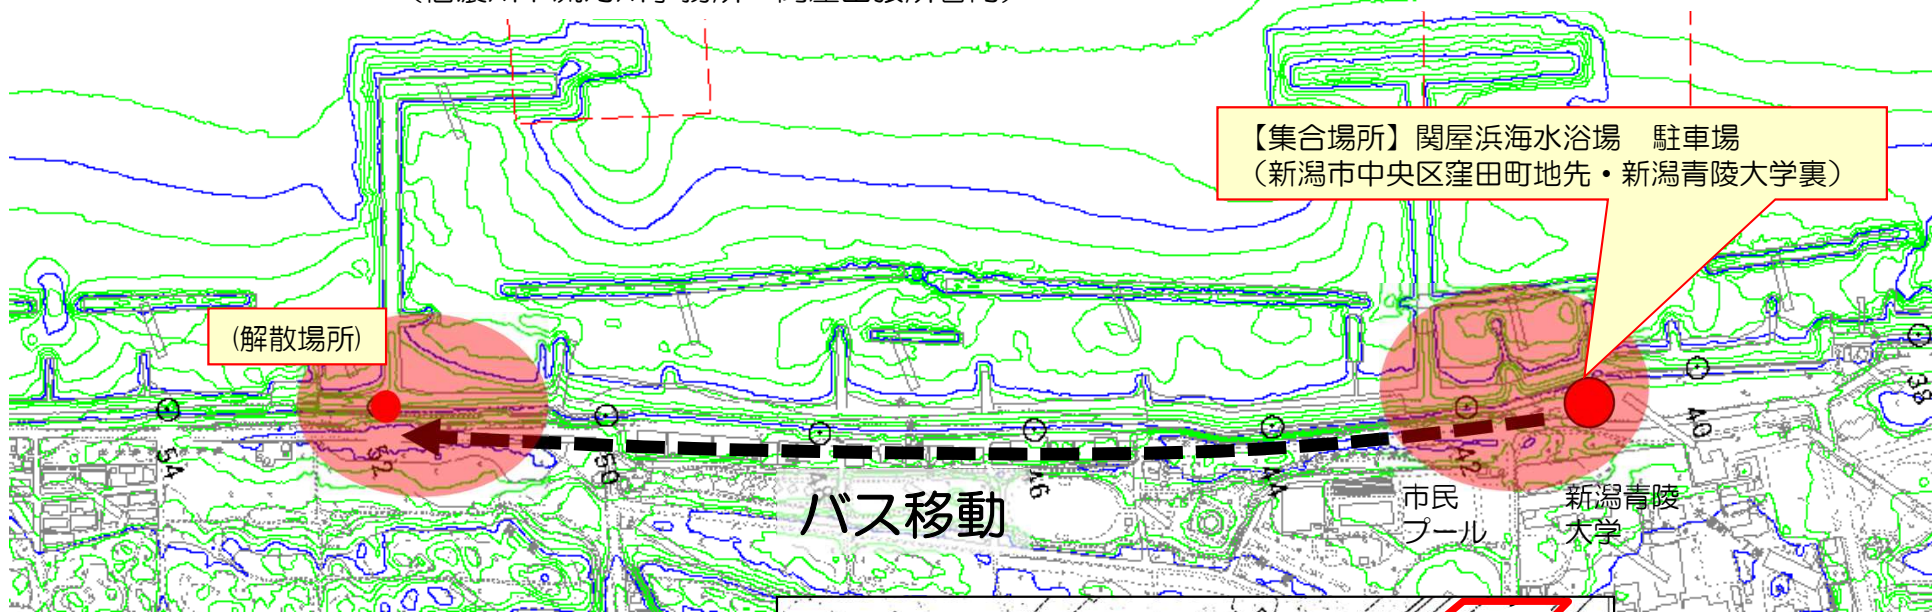 【集合場所】関屋浜海水浴場　駐車場
（新潟市中央区窪田町地先・新潟青陵大学裏）
(解散場所)
54
52
50
46
44
42
40
38
バス移動
市民
プール
新潟青陵
大学